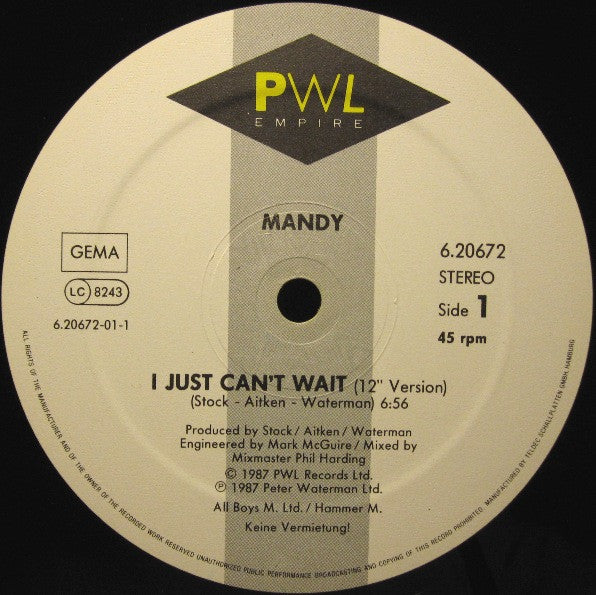 PWL
EMPIRE
MANDY
GEMA
LC 8243
6.20672-01-1
6.20672
STEREO
Side 1
45 rpm
I JUST CAN'T WAIT (12" Version)
(Stock - Aitken - Waterman) 6:56
Produced by Stock/Aitken/Waterman
Engineered by Mark McGuire/Mixed by
Mixmaster Phil Harding
© 1987 PWL Records Ltd.
℗ 1987 Peter Waterman Ltd.
All Boys M. Ltd./Hammer M.
Keine Vermietung!
ALL RIGHTS OF THE MANUFACTURER AND OF THE OWNER OF THE RECORDED WORK RESERVED UNAUTHORIZED PUBLIC PERFORMANCE BROADCASTING AND COPYING OF THIS RECORD PROHIBITED. MANUFACTURED BY TELDEC SCHALLPLATTEN GMBH, HAMBURG